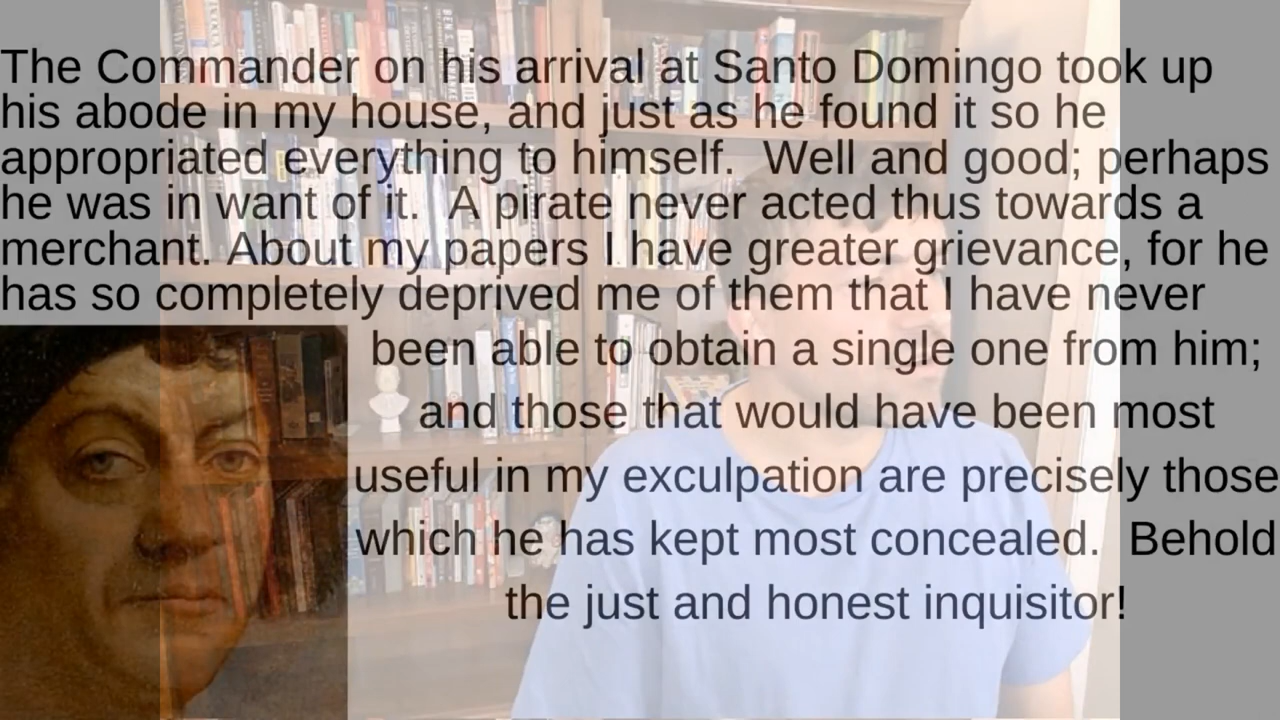 The Commander on his arrival at Santo Domingo took up
his abode in my house, and just as he found it so he
appropriated everything to himself. Well and good; perhaps
he was in want of it. A pirate never acted thus towards a
merchant. About my papers I have greater grievance, for he
has so completely deprived me of them that I have never
been able to obtain a single one from him;
and those that would have been most
useful in my exculpation are precisely those
which he has kept most concealed. Behold
the just and honest inquisitor!